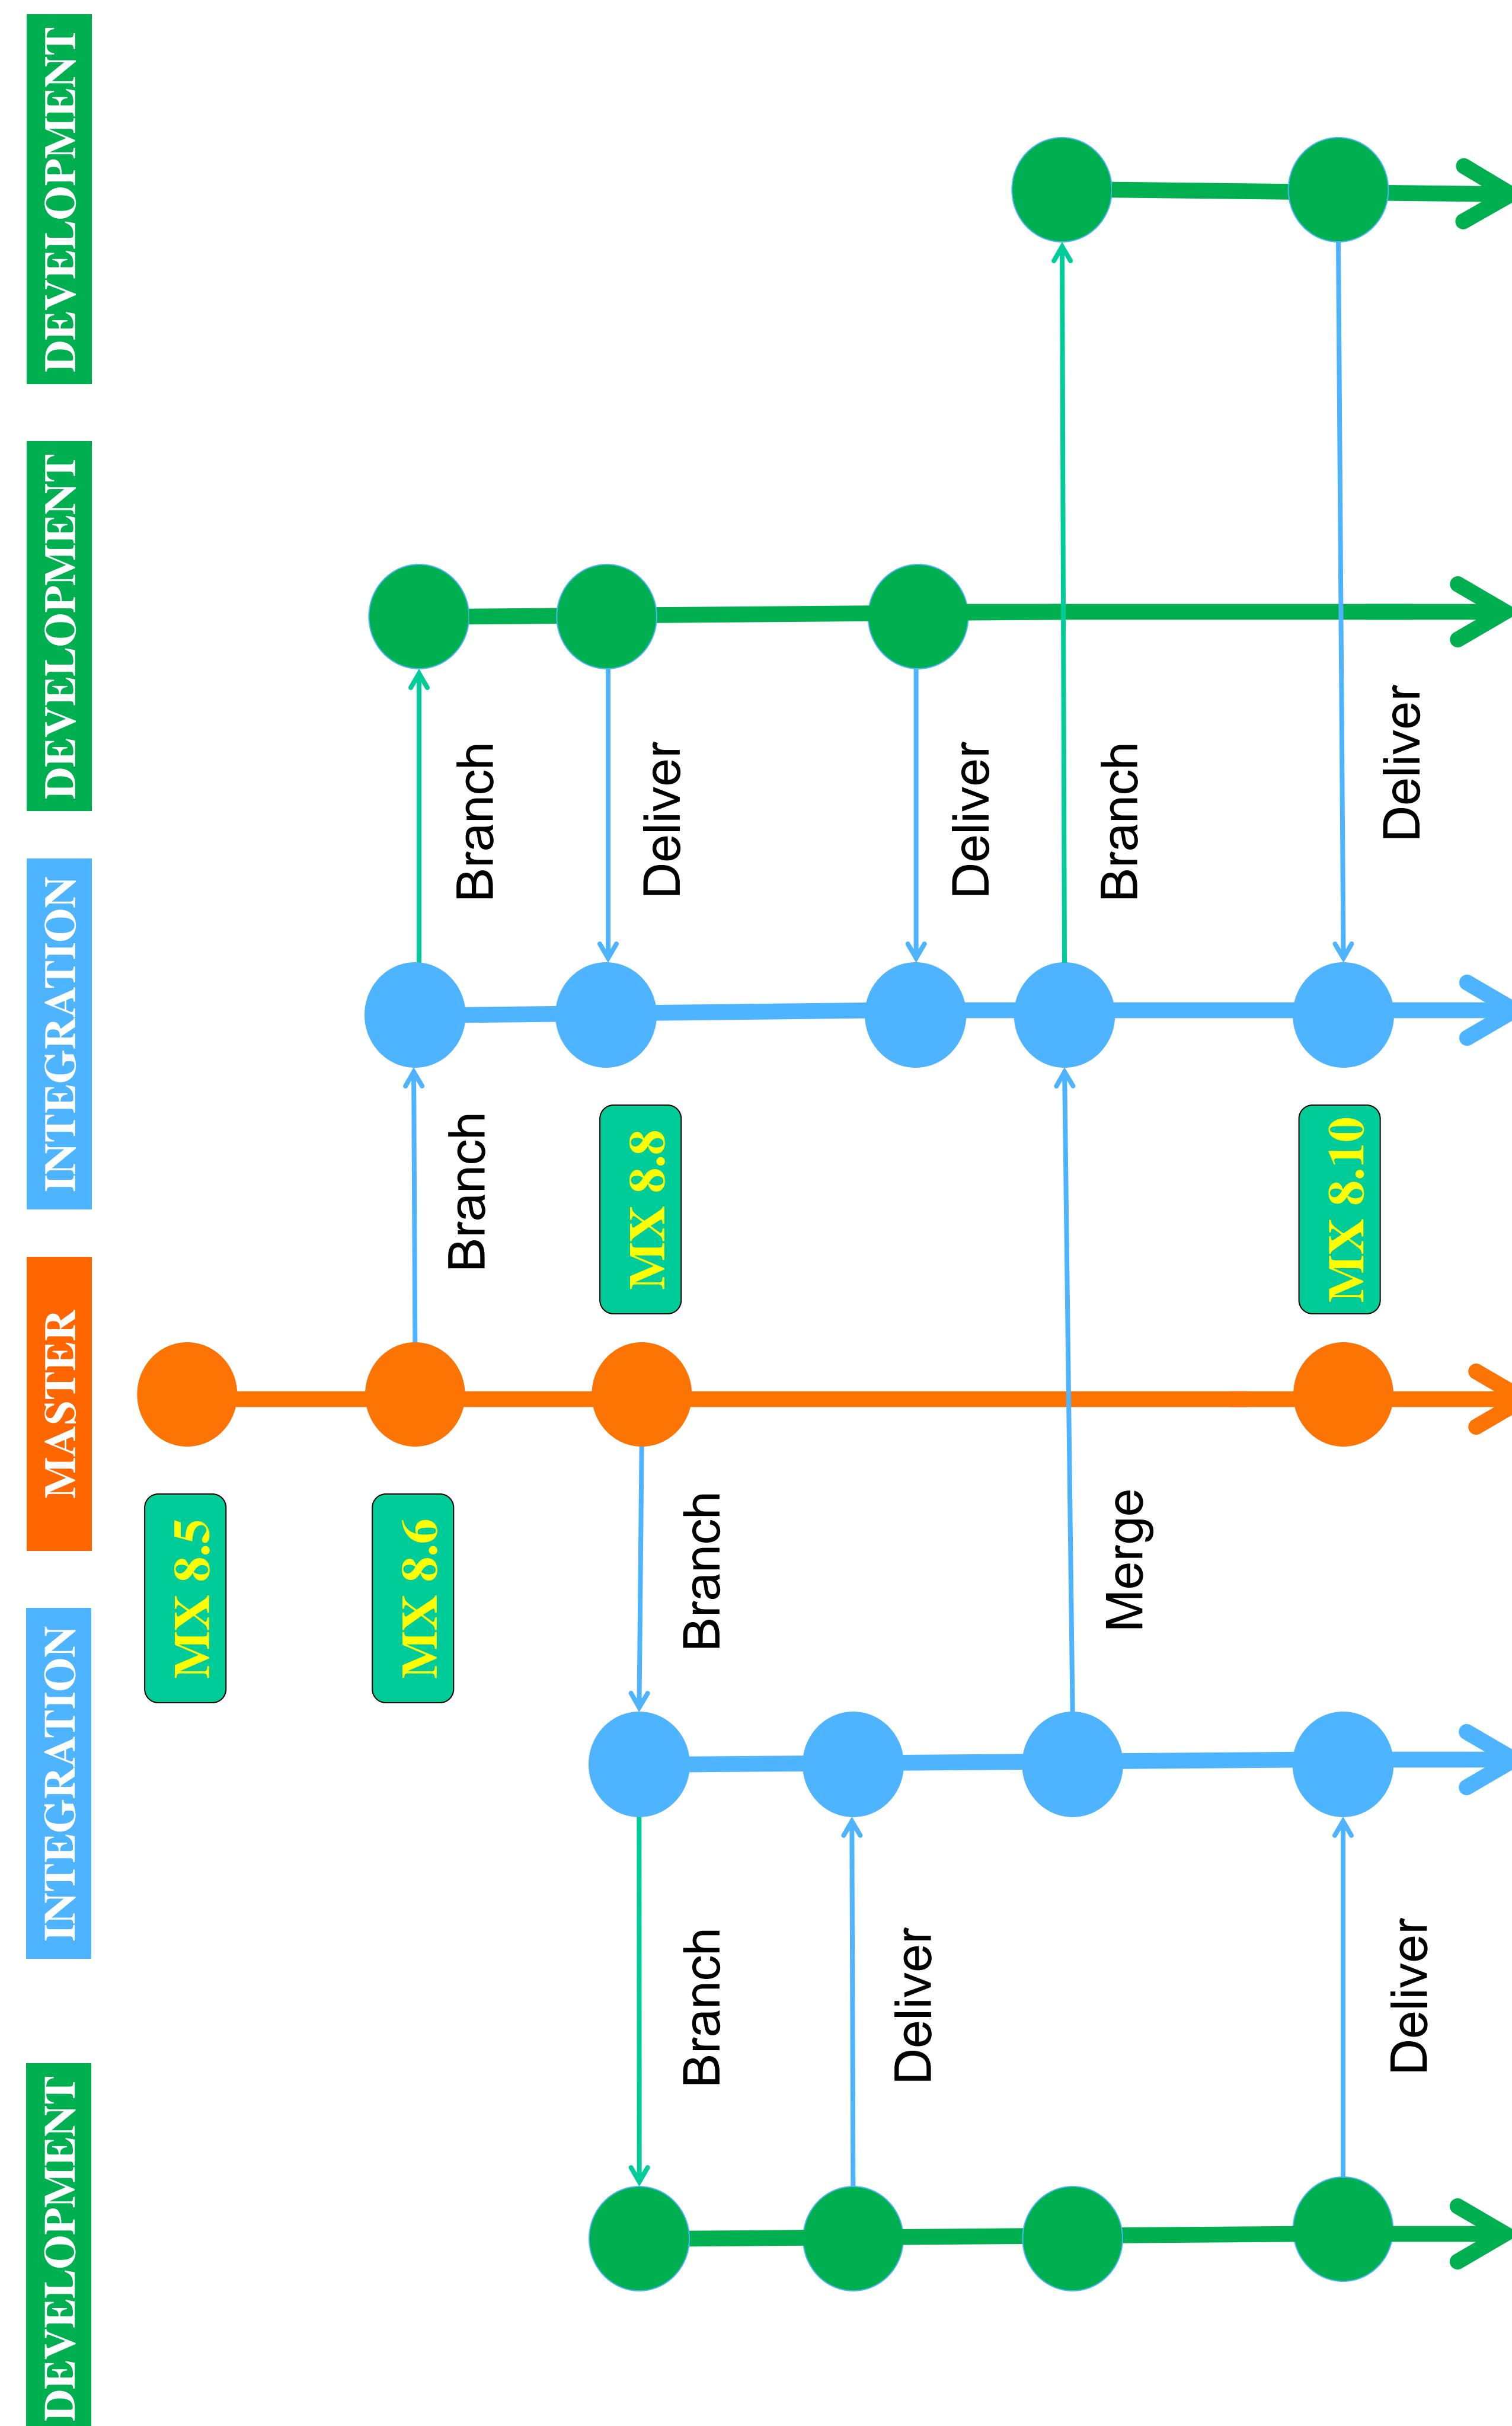 DEVELOPMENT
DEVELOPMENT
Branch
Deliver
Deliver
Branch
Deliver
INTEGRATION
Branch
MX 8.8
MX 8.10
MASTER
MX 8.5
MX 8.6
Branch
Merge
INTEGRATION
Branch
Deliver
Deliver
DEVELOPMENT